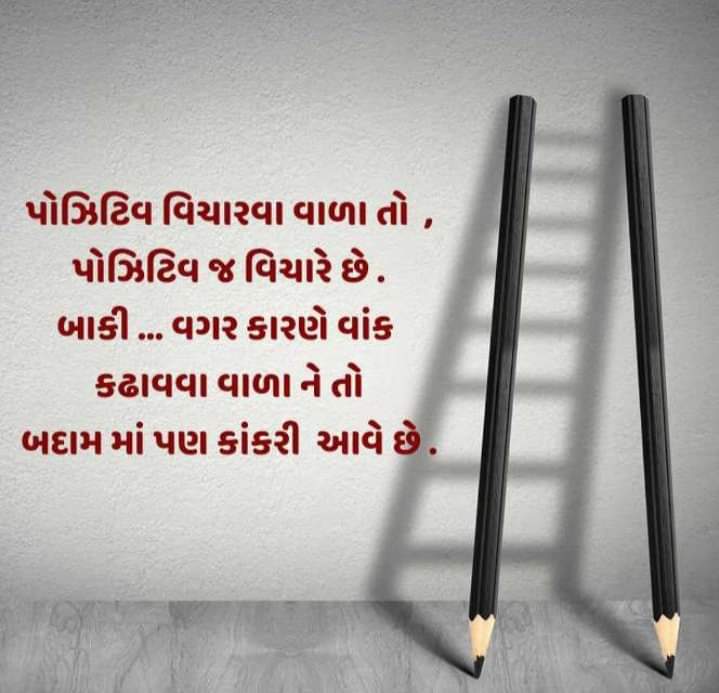 પોઝિટિવ વિચારવા વાળા તો ,
પોઝિટિવ જ વિચારે છે .
બાકી ... વગર કારણે વાંક
કઢાવવા વાળા ને તો
બદામ માં પણ કાંકરી આવે છે .